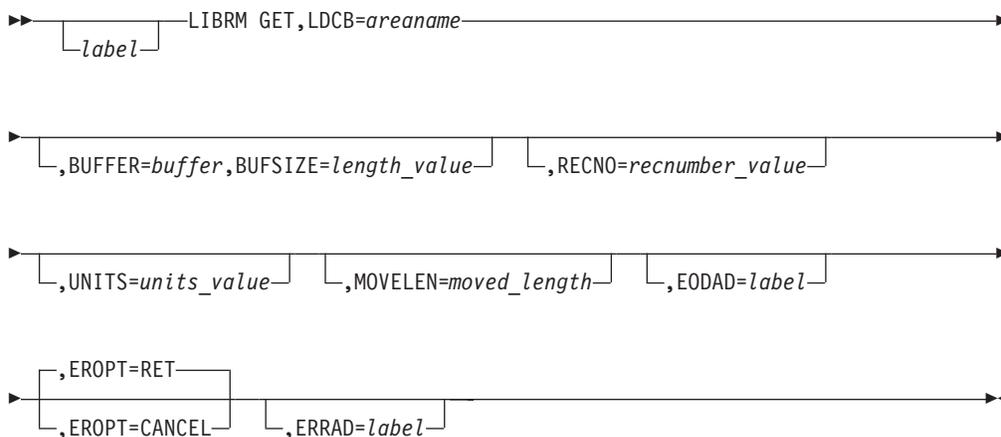 LIBRM GET,LDCB=areaname
label
,BUFFER=buffer,BUFSIZE=length_value ,RECNO=recnumber_value
,UNITS=units_value ,MOVELEN=moved_length ,EODAD=label
,EROPT=RET
,EROPT=CANCEL ,ERRAD=label